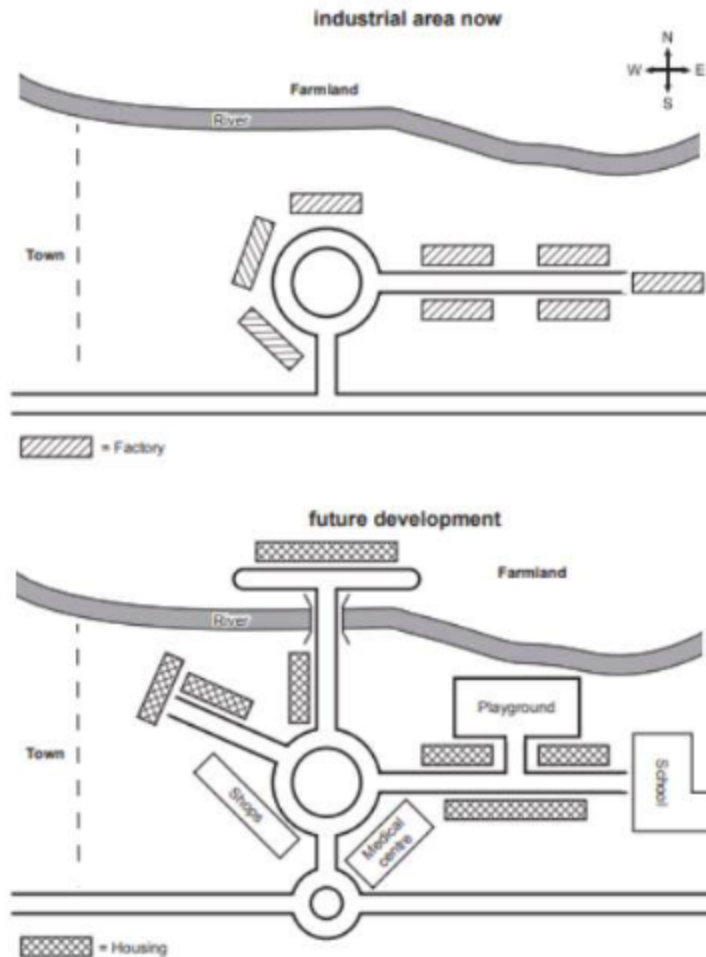 industrial area now
N
W E
S
Farmland
River
Town
= Factory
future development
Farmland
River
Playground
Town
School
Shops
Medical
centre
= Housing